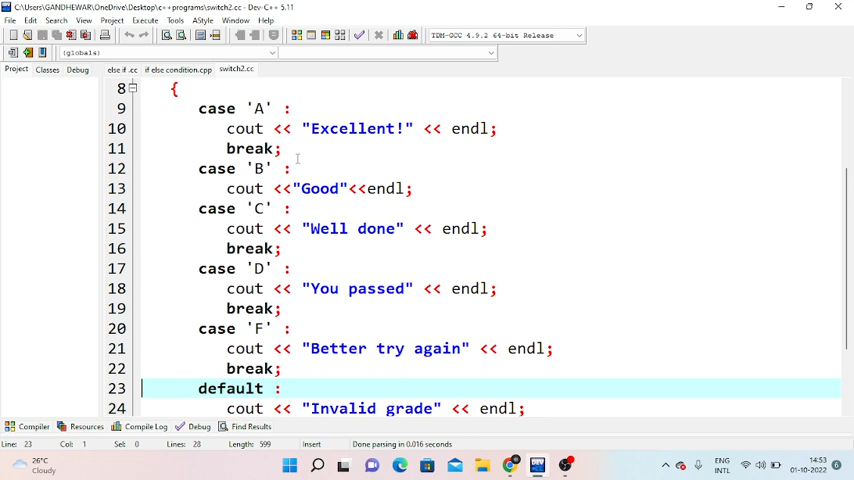 C:\Users\GANDHEWAR\OneDrive\Desktop\c++programs\switch2.cc - Dev-C++ 5.11
File Edit Search View Project Execute Tools AStyle Window Help
TDM-GCC 4.9.2 64-bit Release
(globals)
Project Classes Debug else if .cc if else condition.cpp switch2.cc
8 {
9 case 'A' :
10 cout << "Excellent!" << endl;
11 break;
12 case 'B' :
13 cout <<"Good"<<endl;
14 case 'C' :
15 cout << "Well done" << endl;
16 break;
17 case 'D' :
18 cout << "You passed" << endl;
19 break;
20 case 'F' :
21 cout << "Better try again" << endl;
22 break;
23 default :
24 cout << "Invalid grade" << endl;
Compiler Resources Compile Log Debug Find Results
Line: 23 Col: 1 Sel: 0 Lines: 28 Length: 599 Insert Done parsing in 0.016 seconds
26°C
Cloudy
ENG
INTL
14:53
01-10-2022
6